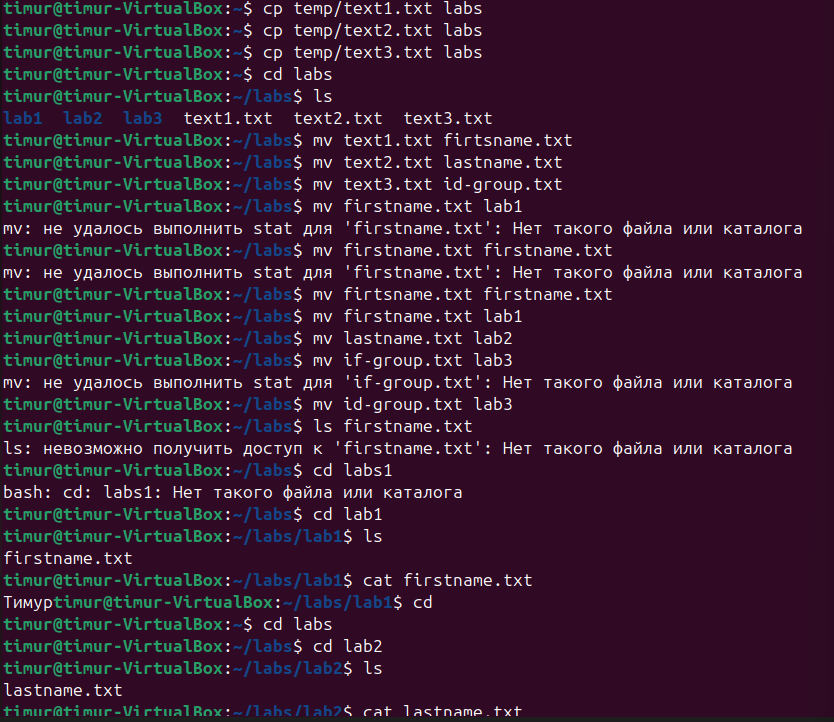 timur@timur-VirtualBox:~$ cp temp/text1.txt labs
timur@timur-VirtualBox:~$ cp temp/text2.txt labs
timur@timur-VirtualBox:~$ cp temp/text3.txt labs
timur@timur-VirtualBox:~$ cd labs
timur@timur-VirtualBox:~/labs$ ls
lab1  lab2  lab3  text1.txt  text2.txt  text3.txt
timur@timur-VirtualBox:~/labs$ mv text1.txt firtsname.txt
timur@timur-VirtualBox:~/labs$ mv text2.txt lastname.txt
timur@timur-VirtualBox:~/labs$ mv text3.txt id-group.txt
timur@timur-VirtualBox:~/labs$ mv firstname.txt lab1
mv: не удалось выполнить stat для 'firstname.txt': Нет такого файла или каталога
timur@timur-VirtualBox:~/labs$ mv firstname.txt firstname.txt
mv: не удалось выполнить stat для 'firstname.txt': Нет такого файла или каталога
timur@timur-VirtualBox:~/labs$ mv firtsname.txt firstname.txt
timur@timur-VirtualBox:~/labs$ mv firstname.txt lab1
timur@timur-VirtualBox:~/labs$ mv lastname.txt lab2
timur@timur-VirtualBox:~/labs$ mv if-group.txt lab3
mv: не удалось выполнить stat для 'if-group.txt': Нет такого файла или каталога
timur@timur-VirtualBox:~/labs$ mv id-group.txt lab3
timur@timur-VirtualBox:~/labs$ ls firstname.txt
ls: невозможно получить доступ к 'firstname.txt': Нет такого файла или каталога
timur@timur-VirtualBox:~/labs$ cd labs1
bash: cd: labs1: Нет такого файла или каталога
timur@timur-VirtualBox:~/labs$ cd lab1
timur@timur-VirtualBox:~/labs/lab1$ ls
firstname.txt
timur@timur-VirtualBox:~/labs/lab1$ cat firstname.txt
Тимурtimur@timur-VirtualBox:~/labs/lab1$ cd
timur@timur-VirtualBox:~$ cd labs
timur@timur-VirtualBox:~/labs$ cd lab2
timur@timur-VirtualBox:~/labs/lab2$ ls
lastname.txt
timur@timur-VirtualBox:~/labs/lab2$ cat lastname.txt